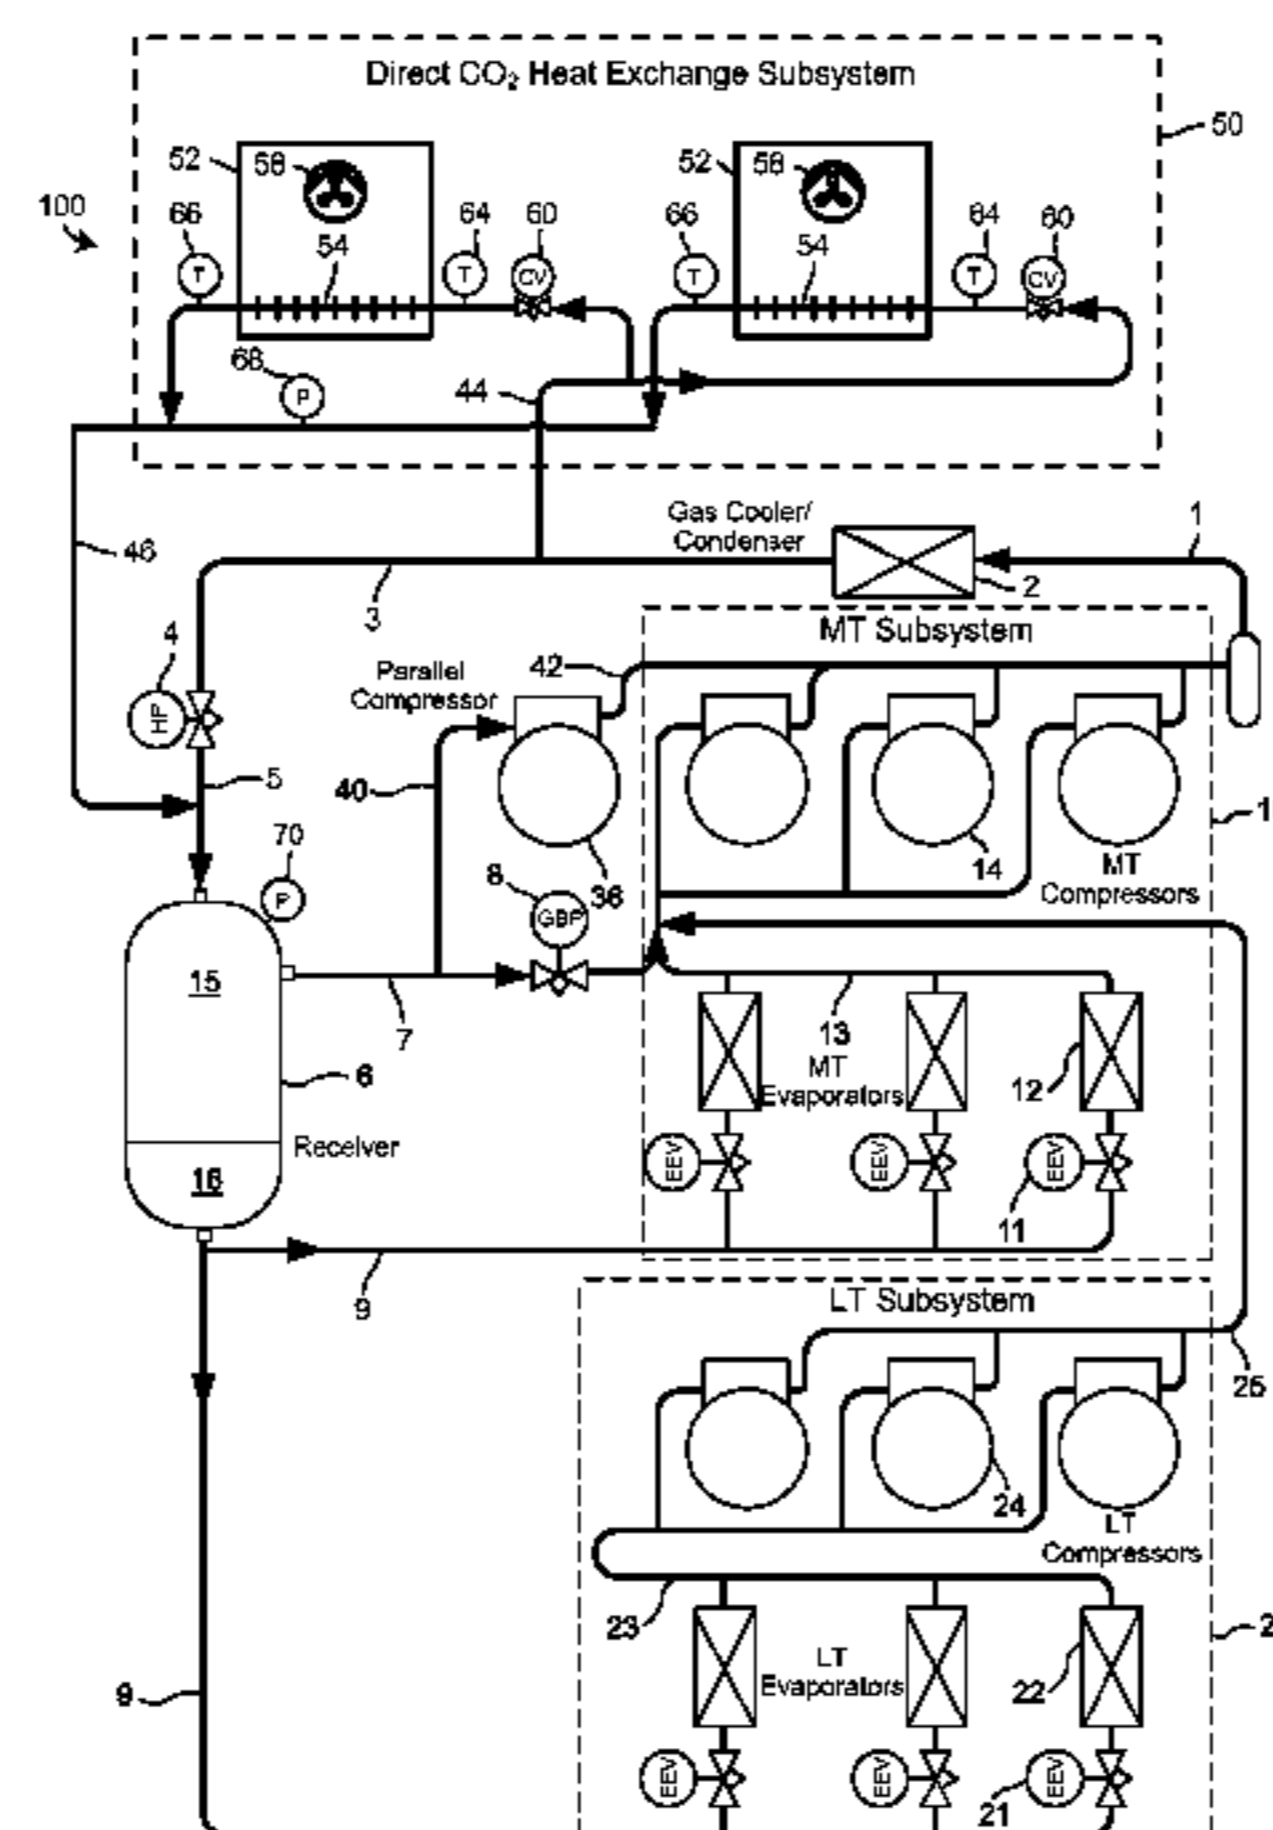 Direct CO₂ Heat Exchange Subsystem
50
52
58
52
58
100
66
54
64
60
66
54
64
60
T
T
CV
T
T
CV
68
P
44
46
Gas Cooler/
Condenser
1
2
3
MT Subsystem
4
Parallel
Compressor
42
HP
5
40
1
70
P
8
36
14
MT
Compressors
GBP
15
7
13
MT
Evaporators
12
6
Receiver
EEV
EEV
EEV
16
11
9
LT Subsystem
25
24
LT
Compressors
23
2
LT
Evaporators
22
9
EEV
EEV
EEV
21